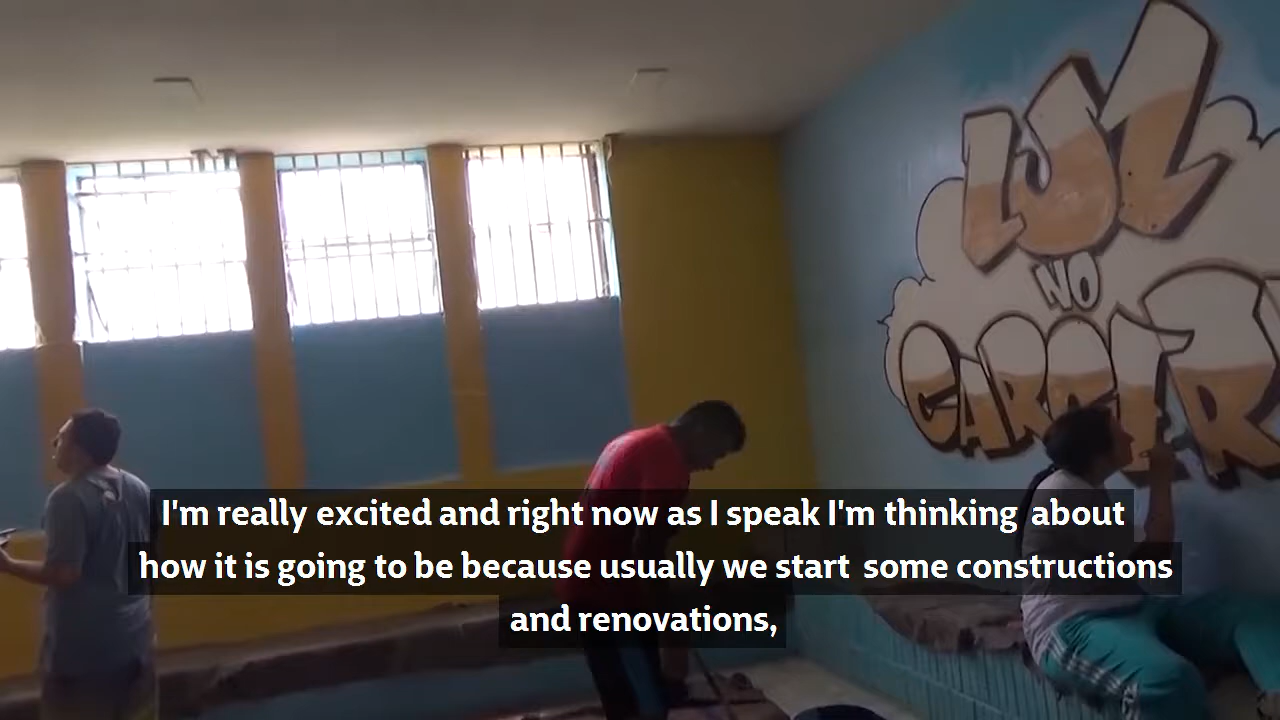 LUZ
NO
CARCER
I'm really excited and right now as I speak I'm thinking about
how it is going to be because usually we start some constructions
and renovations,